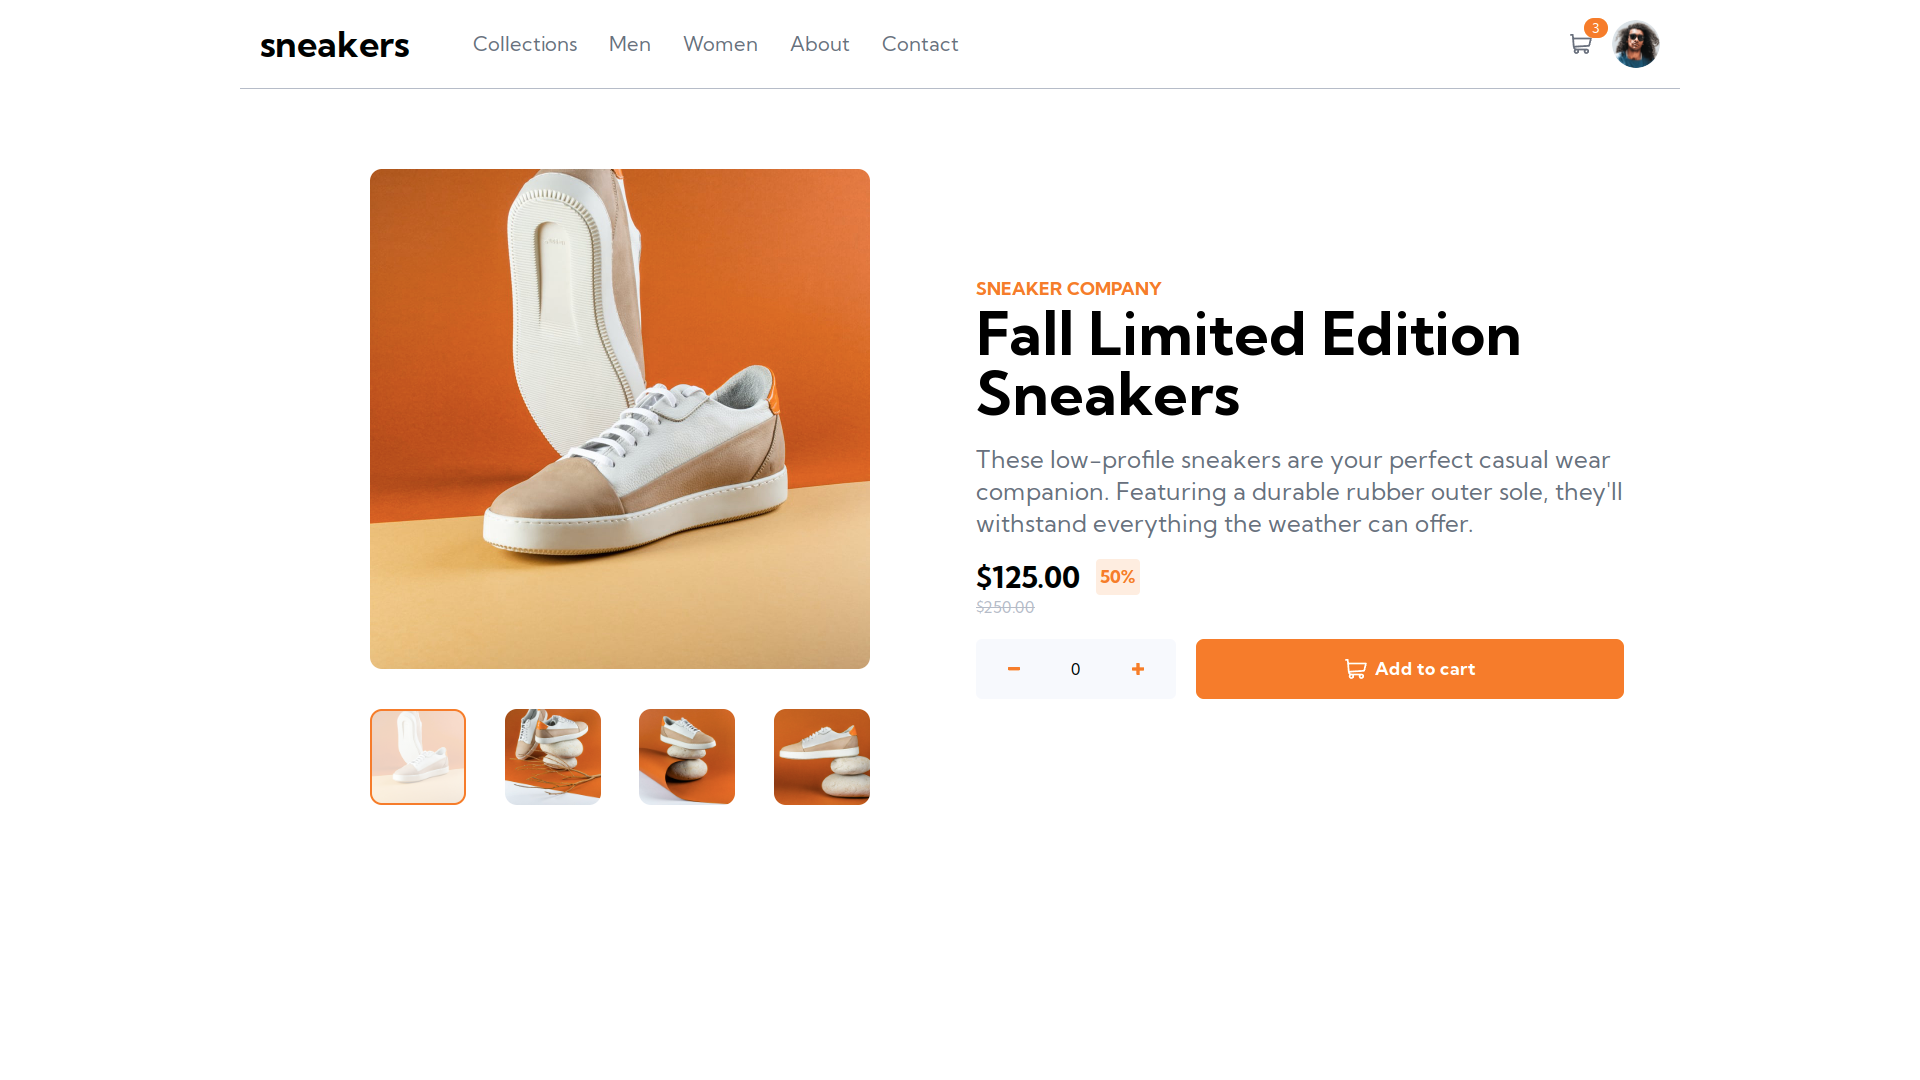 sneakers
Collections
Men
Women
About
Contact
3
SNEAKER COMPANY
Fall Limited Edition
Sneakers
These low-profile sneakers are your perfect casual wear
companion. Featuring a durable rubber outer sole, they'll
withstand everything the weather can offer.
$125.00 50%
$250.00
0
Add to cart